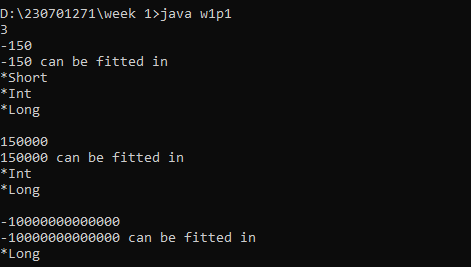 D:\230701271\week 1>java w1p1
3
-150
-150 can be fitted in
*Short
*Int
*Long
150000
150000 can be fitted in
*Int
*Long
-10000000000000
-10000000000000 can be fitted in
*Long